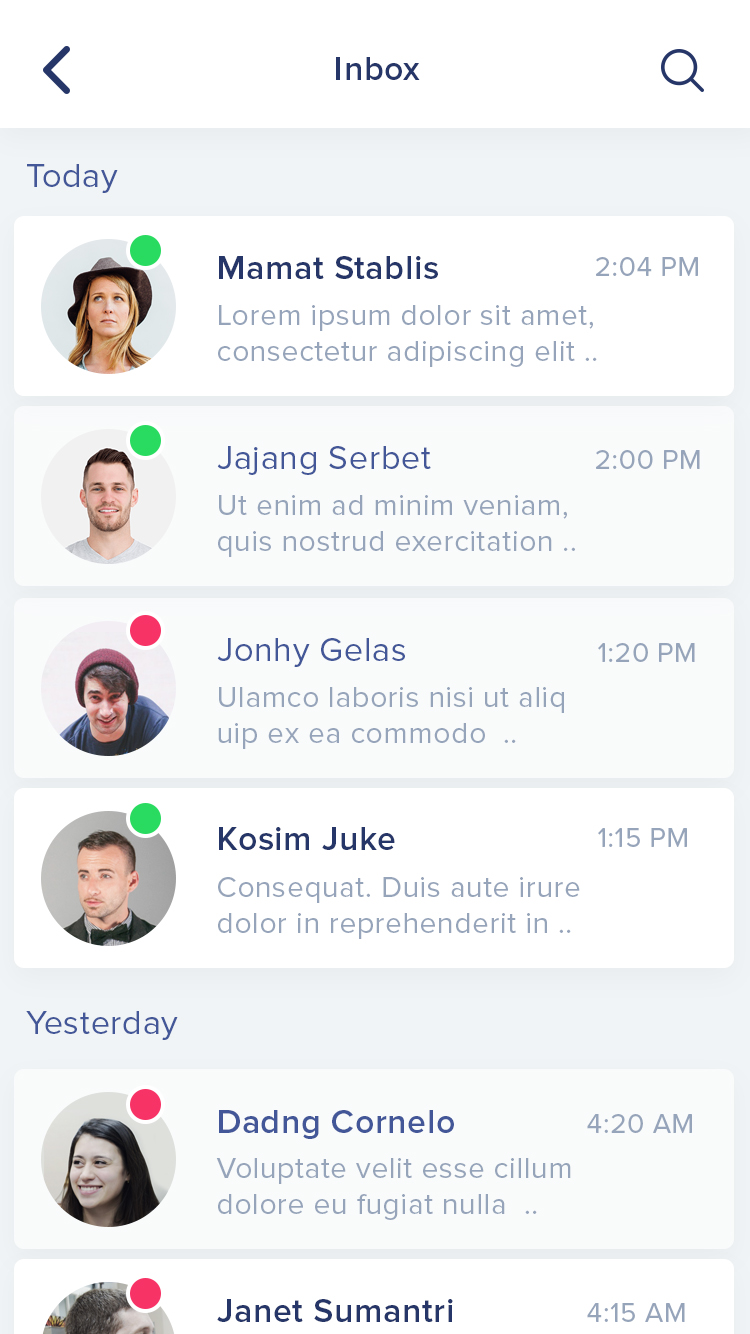 Inbox
Today
Mamat Stablis 2:04 PM
Lorem ipsum dolor sit amet,
consectetur adipiscing elit ..
Jajang Serbet 2:00 PM
Ut enim ad minim veniam,
quis nostrud exercitation ..
Jonhy Gelas 1:20 PM
Ulamco laboris nisi ut aliq
uip ex ea commodo  ..
Kosim Juke 1:15 PM
Consequat. Duis aute irure
dolor in reprehenderit in ..
Yesterday
Dadng Cornelo 4:20 AM
Voluptate velit esse cillum
dolore eu fugiat nulla  ..
Janet Sumantri 4:15 AM